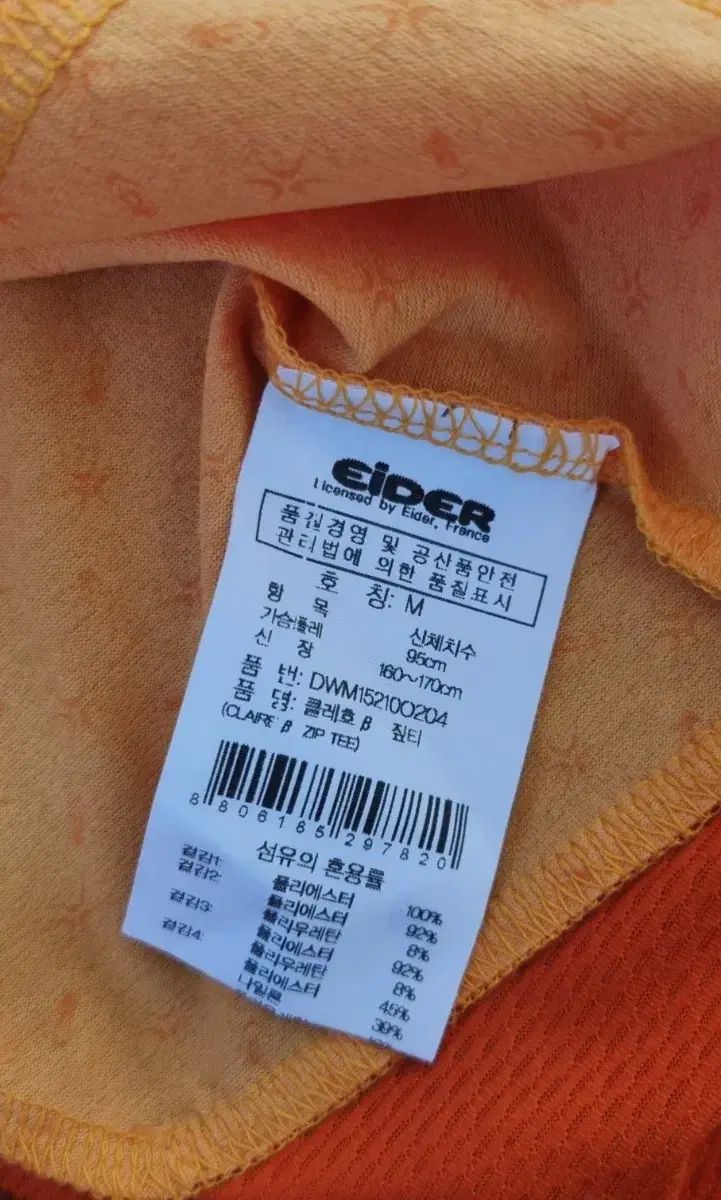 EiDER
Licensed by Eider, France
품질경영 및 공산품안전
관리법에 의한 품질표시
호 칭: M
항 목 신체치수
가슴둘레 95cm
신 장 160~170cm
품 번: DWM15210O204
품 명: 클레흐 β 짚티
(CLAIRE β ZIP TEE)
8 806185 297820
섬유의 혼용률
겉감1: 폴리에스터 100%
겉감2: 폴리에스터 92%
폴리우레탄 8%
겉감3: 폴리에스터 92%
폴리우레탄 8%
겉감4: 폴리에스터 45%
나일론 39%